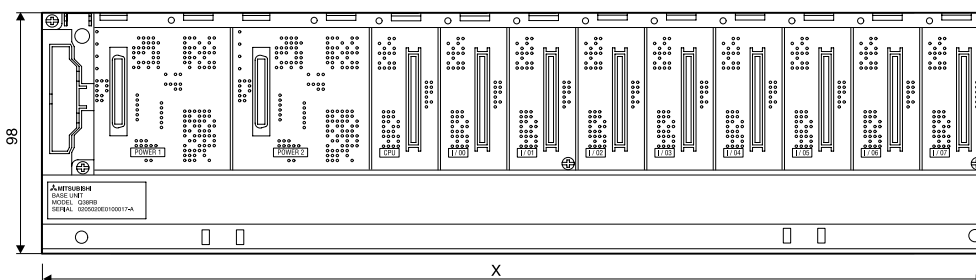 98
POWER 1
POWER 2
CPU
I / 00
I / 01
I / 02
I / 03
I / 04
I / 05
I / 06
I / 07
MITSUBISHI
BASE UNIT
MODEL Q38RB
SERIAL 0205020E0100017-A
X